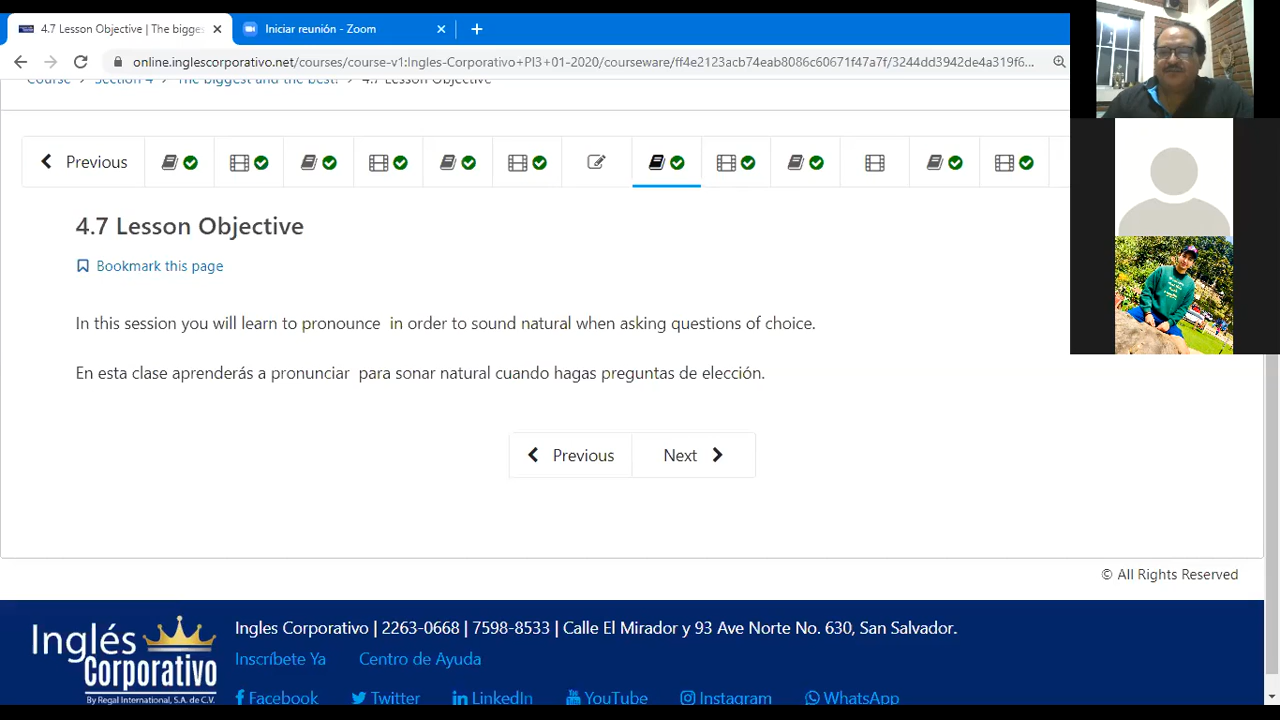 4.7 Lesson Objective | The bigges
Iniciar reunión - Zoom
online.inglescorporativo.net/courses/course-v1:Ingles-Corporativo+PI3+01-2020/courseware/ff4e2123acb74eab8086c60671f47a7f/3244dd3942de4a319f6...
Course Section 4 The biggest and the best! 4.7 Lesson Objective
Previous
4.7 Lesson Objective
Bookmark this page
In this session you will learn to pronounce in order to sound natural when asking questions of choice.
En esta clase aprenderás a pronunciar para sonar natural cuando hagas preguntas de elección.
Previous Next
© All Rights Reserved
Inglés
Corporativo
By Regal International, S.A. de C.V.
Ingles Corporativo | 2263-0668 | 7598-8533 | Calle El Mirador y 93 Ave Norte No. 630, San Salvador.
Inscríbete Ya Centro de Ayuda
Facebook Twitter LinkedIn YouTube Instagram WhatsApp